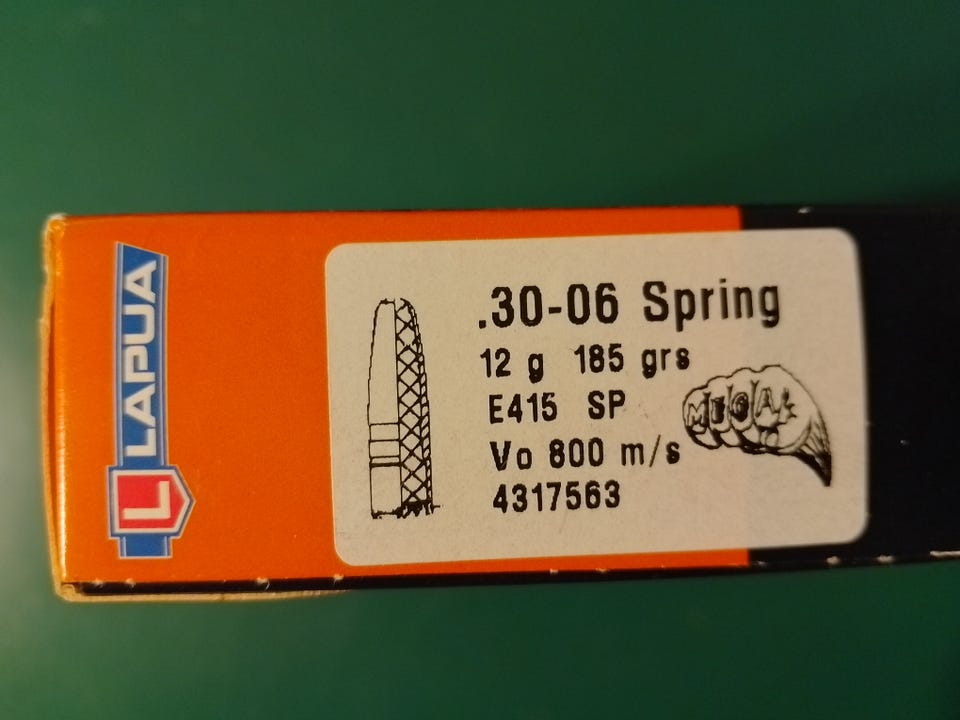 LAPUA
L
.30-06 Spring
12 g 185 grs
E415 SP
MEGA
Vo 800 m/s
4317563